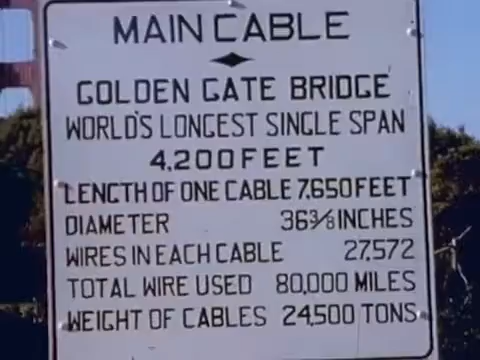 MAIN CABLE
GOLDEN GATE BRIDGE
WORLD'S LONGEST SINGLE SPAN
4,200 FEET
LENGTH OF ONE CABLE 7,650 FEET
DIAMETER 36 3/8 INCHES
WIRES IN EACH CABLE 27,572
TOTAL WIRE USED 80,000 MILES
WEIGHT OF CABLES 24,500 TONS